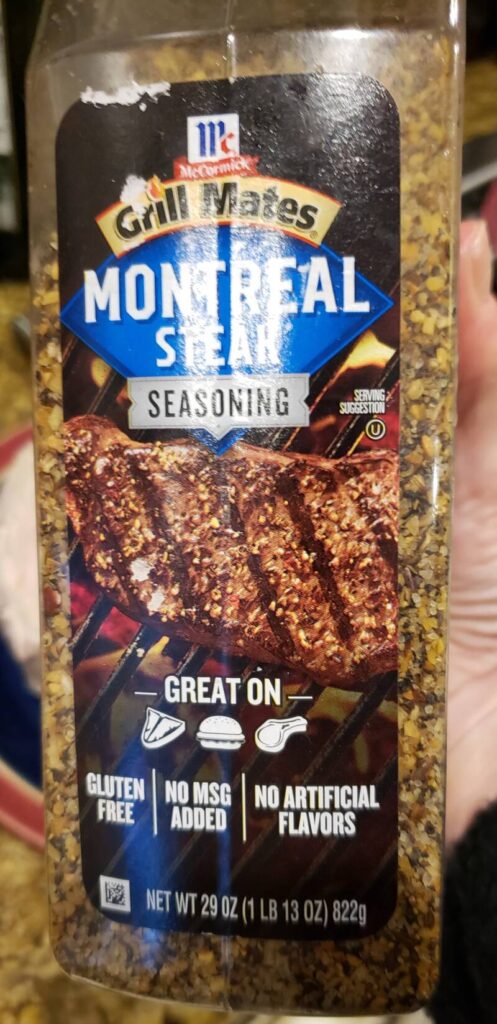 Mc
McCormick
Grill Mates®
MONTREAL
STEAK
SEASONING
SERVING
SUGGESTION
U
— GREAT ON —
GLUTEN
FREE
NO MSG
ADDED
NO ARTIFICIAL
FLAVORS
NET WT 29 OZ (1 LB 13 OZ) 822g